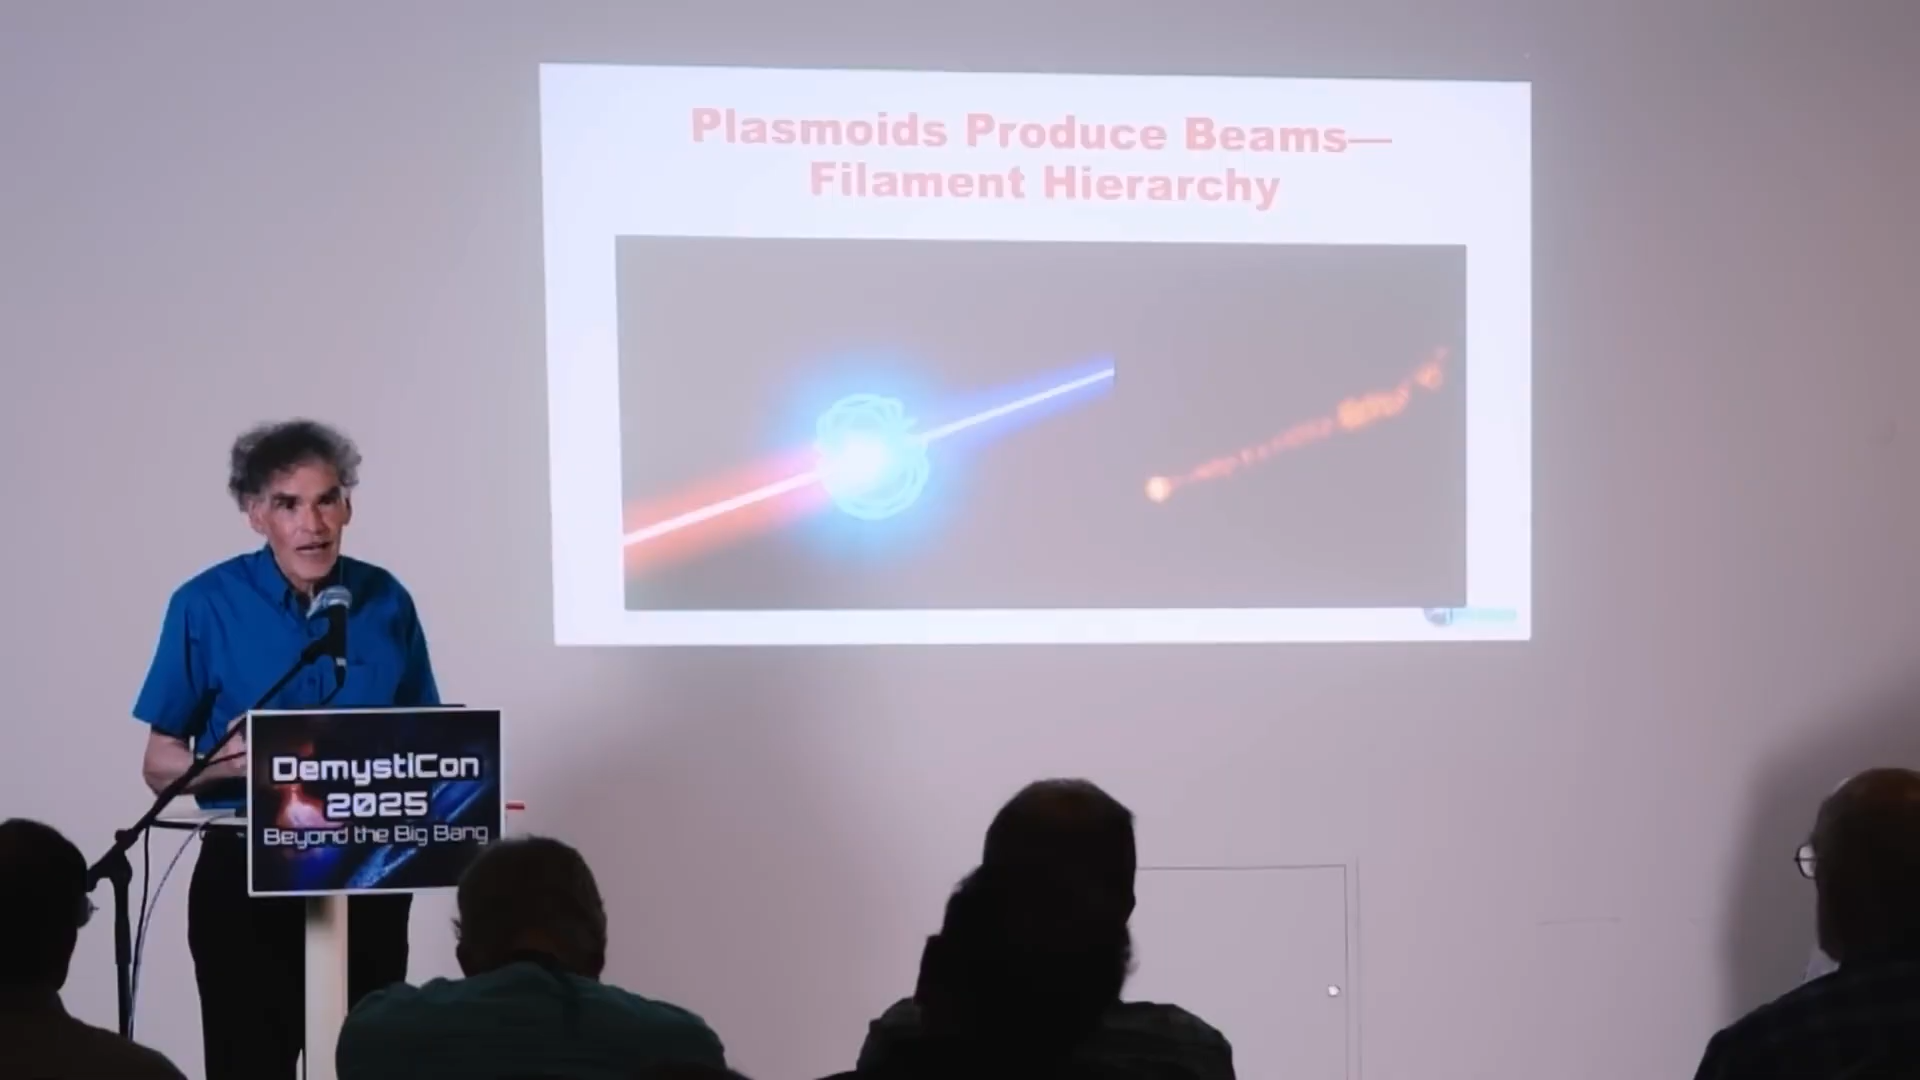 Plasmoids Produce Beams—
Filament Hierarchy
DemystiCon
2025
Beyond the Big Bang